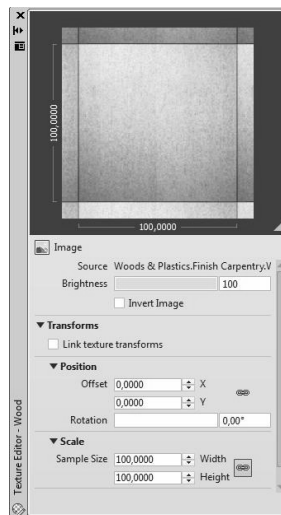 100,0000
100,0000
Image
Source Woods & Plastics.Finish Carpentry.V
Brightness 100
Invert Image
Transforms
Link texture transforms
Position
Offset 0,0000 X
0,0000 Y
Rotation 0,00°
Scale
Sample Size 100,0000 Width
100,0000 Height
Texture Editor - Wood